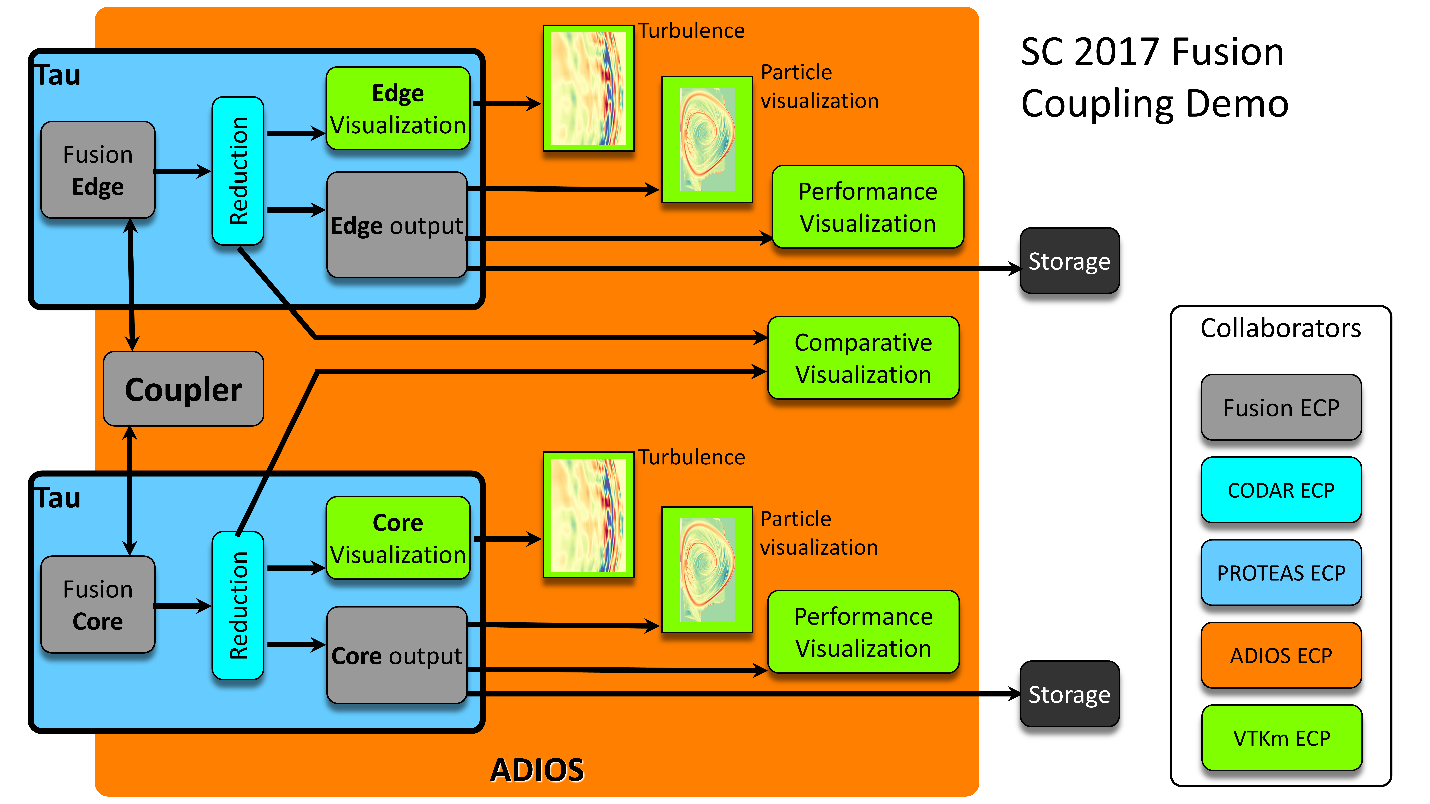 SC 2017 Fusion
Coupling Demo
Tau
Fusion
Edge
Reduction
Edge
Visualization
Edge output
Turbulence
Particle
visualization
Performance
Visualization
Storage
Coupler
Comparative
Visualization
Tau
Fusion
Core
Reduction
Core
Visualization
Core output
Turbulence
Particle
visualization
Performance
Visualization
Storage
ADIOS
Collaborators
Fusion ECP
CODAR ECP
PROTEAS ECP
ADIOS ECP
VTKm ECP